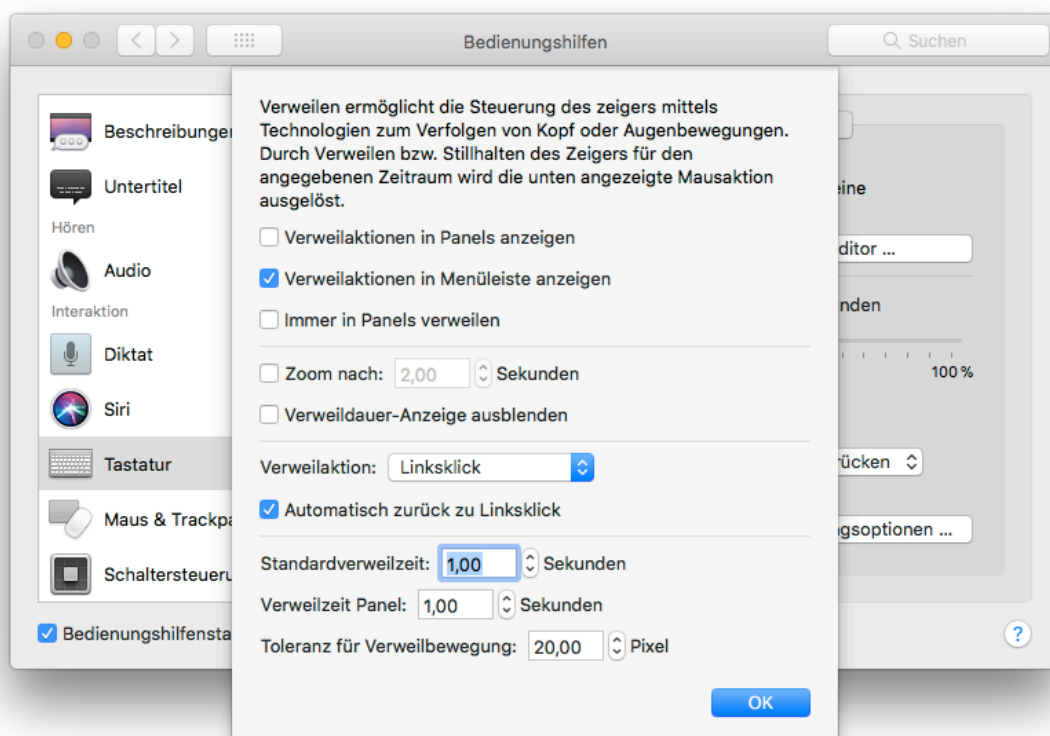 Bedienungshilfen
Suchen
Beschreibungen
Untertitel
Hören
Audio
Interaktion
Diktat
Siri
Tastatur
Maus & Trackpa
Schaltersteueru
Bedienungshilfensta
Verweilen ermöglicht die Steuerung des zeigers mittels
Technologien zum Verfolgen von Kopf oder Augenbewegungen.
Durch Verweilen bzw. Stillhalten des Zeigers für den
angegebenen Zeitraum wird die unten angezeigte Mausaktion
ausgelöst.
Verweilaktionen in Panels anzeigen
Verweilaktionen in Menüleiste anzeigen
Immer in Panels verweilen
Zoom nach: 2,00 Sekunden
Verweildauer-Anzeige ausblenden
Verweilaktion: Linksklick
Automatisch zurück zu Linksklick
Standardverweilzeit: 1,00 Sekunden
Verweilzeit Panel: 1,00 Sekunden
Toleranz für Verweilbewegung: 20,00 Pixel
OK
eine
ditor ...
nden
100 %
rücken
gsoptionen ...
?